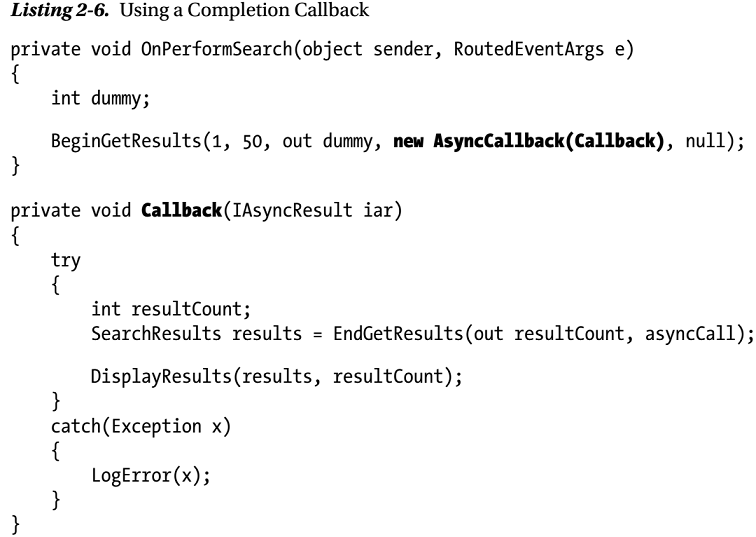 Listing 2-6. Using a Completion Callback
private void OnPerformSearch(object sender, RoutedEventArgs e)
{
    int dummy;
    BeginGetResults(1, 50, out dummy, new AsyncCallback(Callback), null);
}
private void Callback(IAsyncResult iar)
{
    try
    {
        int resultCount;
        SearchResults results = EndGetResults(out resultCount, asyncCall);
        DisplayResults(results, resultCount);
    }
    catch(Exception x)
    {
        LogError(x);
    }
}